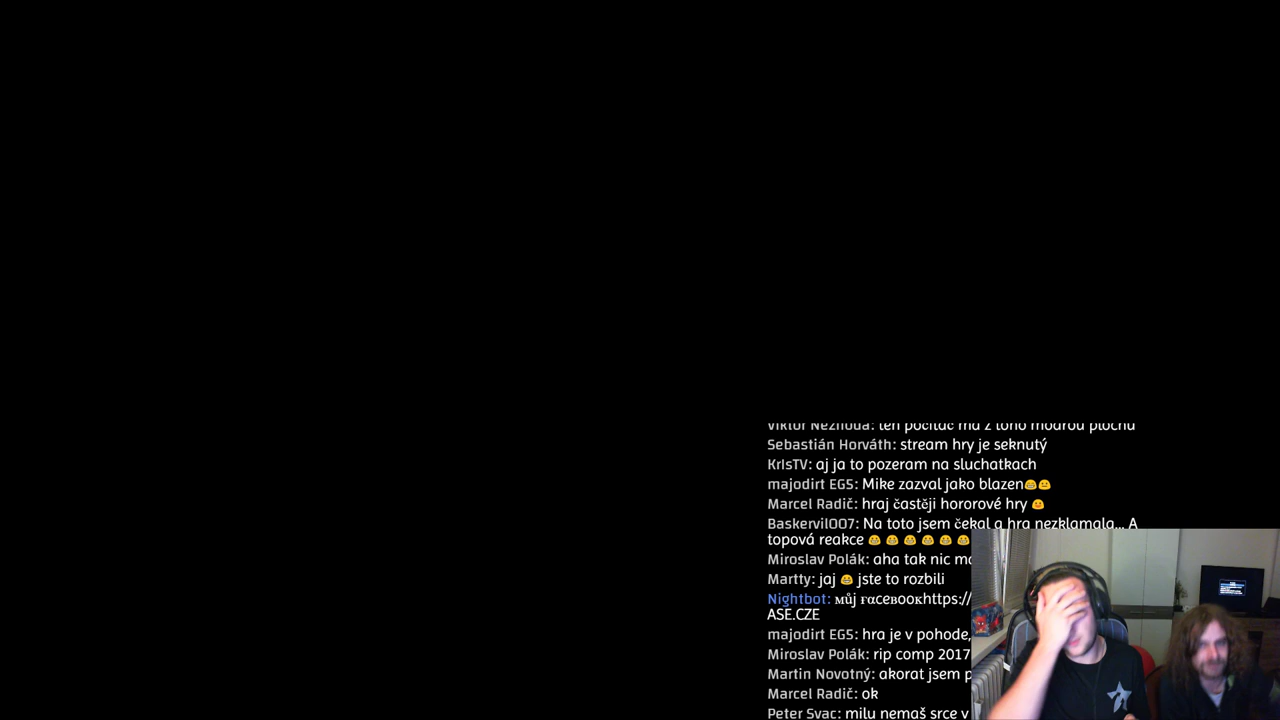 Viktor Nezhoda: ten počítač má z toho modrou plochu
Sebastián Horváth: stream hry je seknutý
KrIsTV: aj ja to pozeram na sluchatkach
majodirt EGS: Mike zazval jako blazen
Marcel Radič: hraj častěji hororové hry
Baskervil007: Na toto jsem čekal a hra nezklamala... A
topová reakce
Miroslav Polák: aha tak nic
Martty: jaj jste to rozbili
Nightbot: мůj ғαceвooкhttps://
ASE.CZE
majodirt EGS: hra je v pohode,
Miroslav Polák: rip comp 2017
Martin Novotný: akorat jsem
Marcel Radič: ok
Peter Svac: milu nemaš srce v